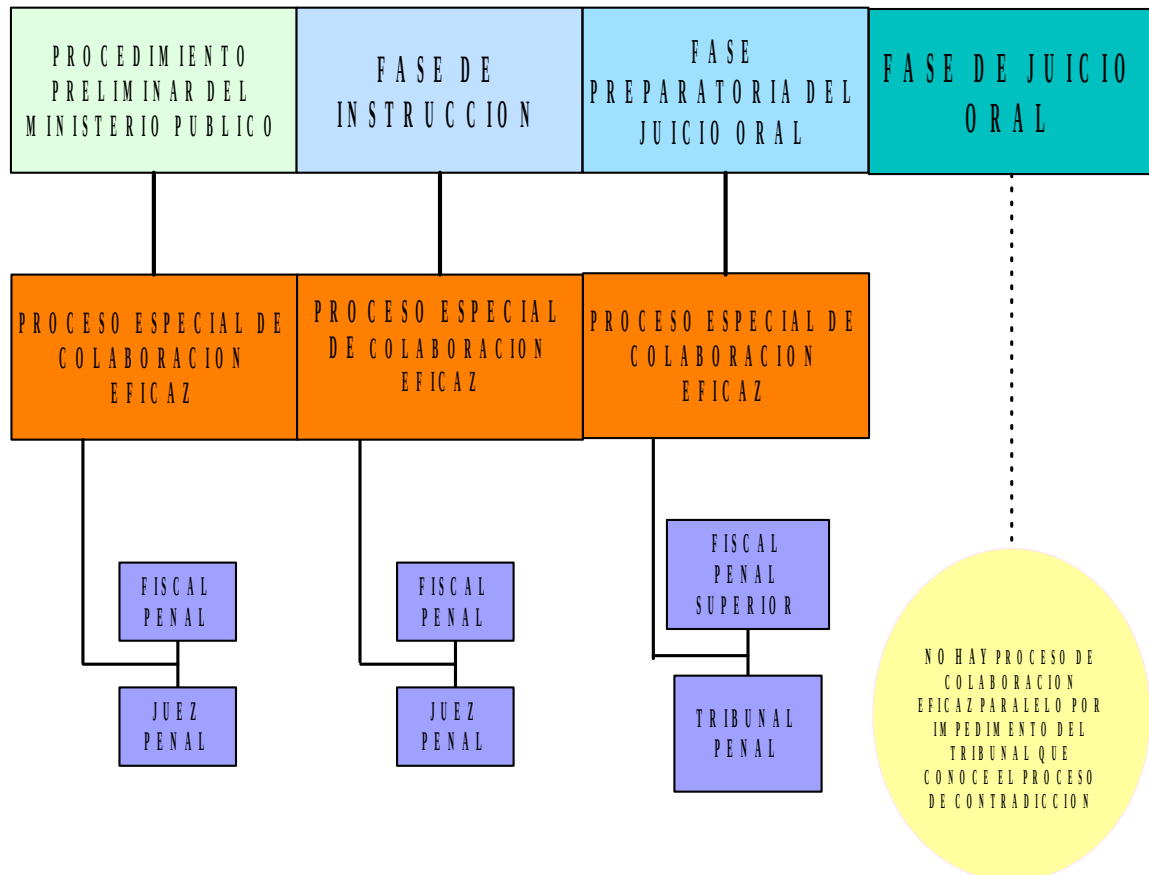 PROCEDIMIENTO
PRELIMINAR DEL
MINISTERIO PUBLICO
FASE DE
INSTRUCCION
FASE
PREPARATORIA DEL
JUICIO ORAL
FASE DE JUICIO
ORAL
PROCESO ESPECIAL DE
COLABORACION
EFICAZ
PROCESO ESPECIAL
DE COLABORACION
EFICAZ
PROCESO ESPECIAL DE
COLABORACION
EFICAZ
FISCAL
PENAL
JUEZ
PENAL
FISCAL
PENAL
JUEZ
PENAL
FISCAL
PENAL
SUPERIOR
TRIBUNAL
PENAL
NO HAY PROCESO DE
COLABORACION
EFICAZ PARALELO POR
IMPEDIMENTO DEL
TRIBUNAL QUE
CONOCE EL PROCESO
DE CONTRADICCION